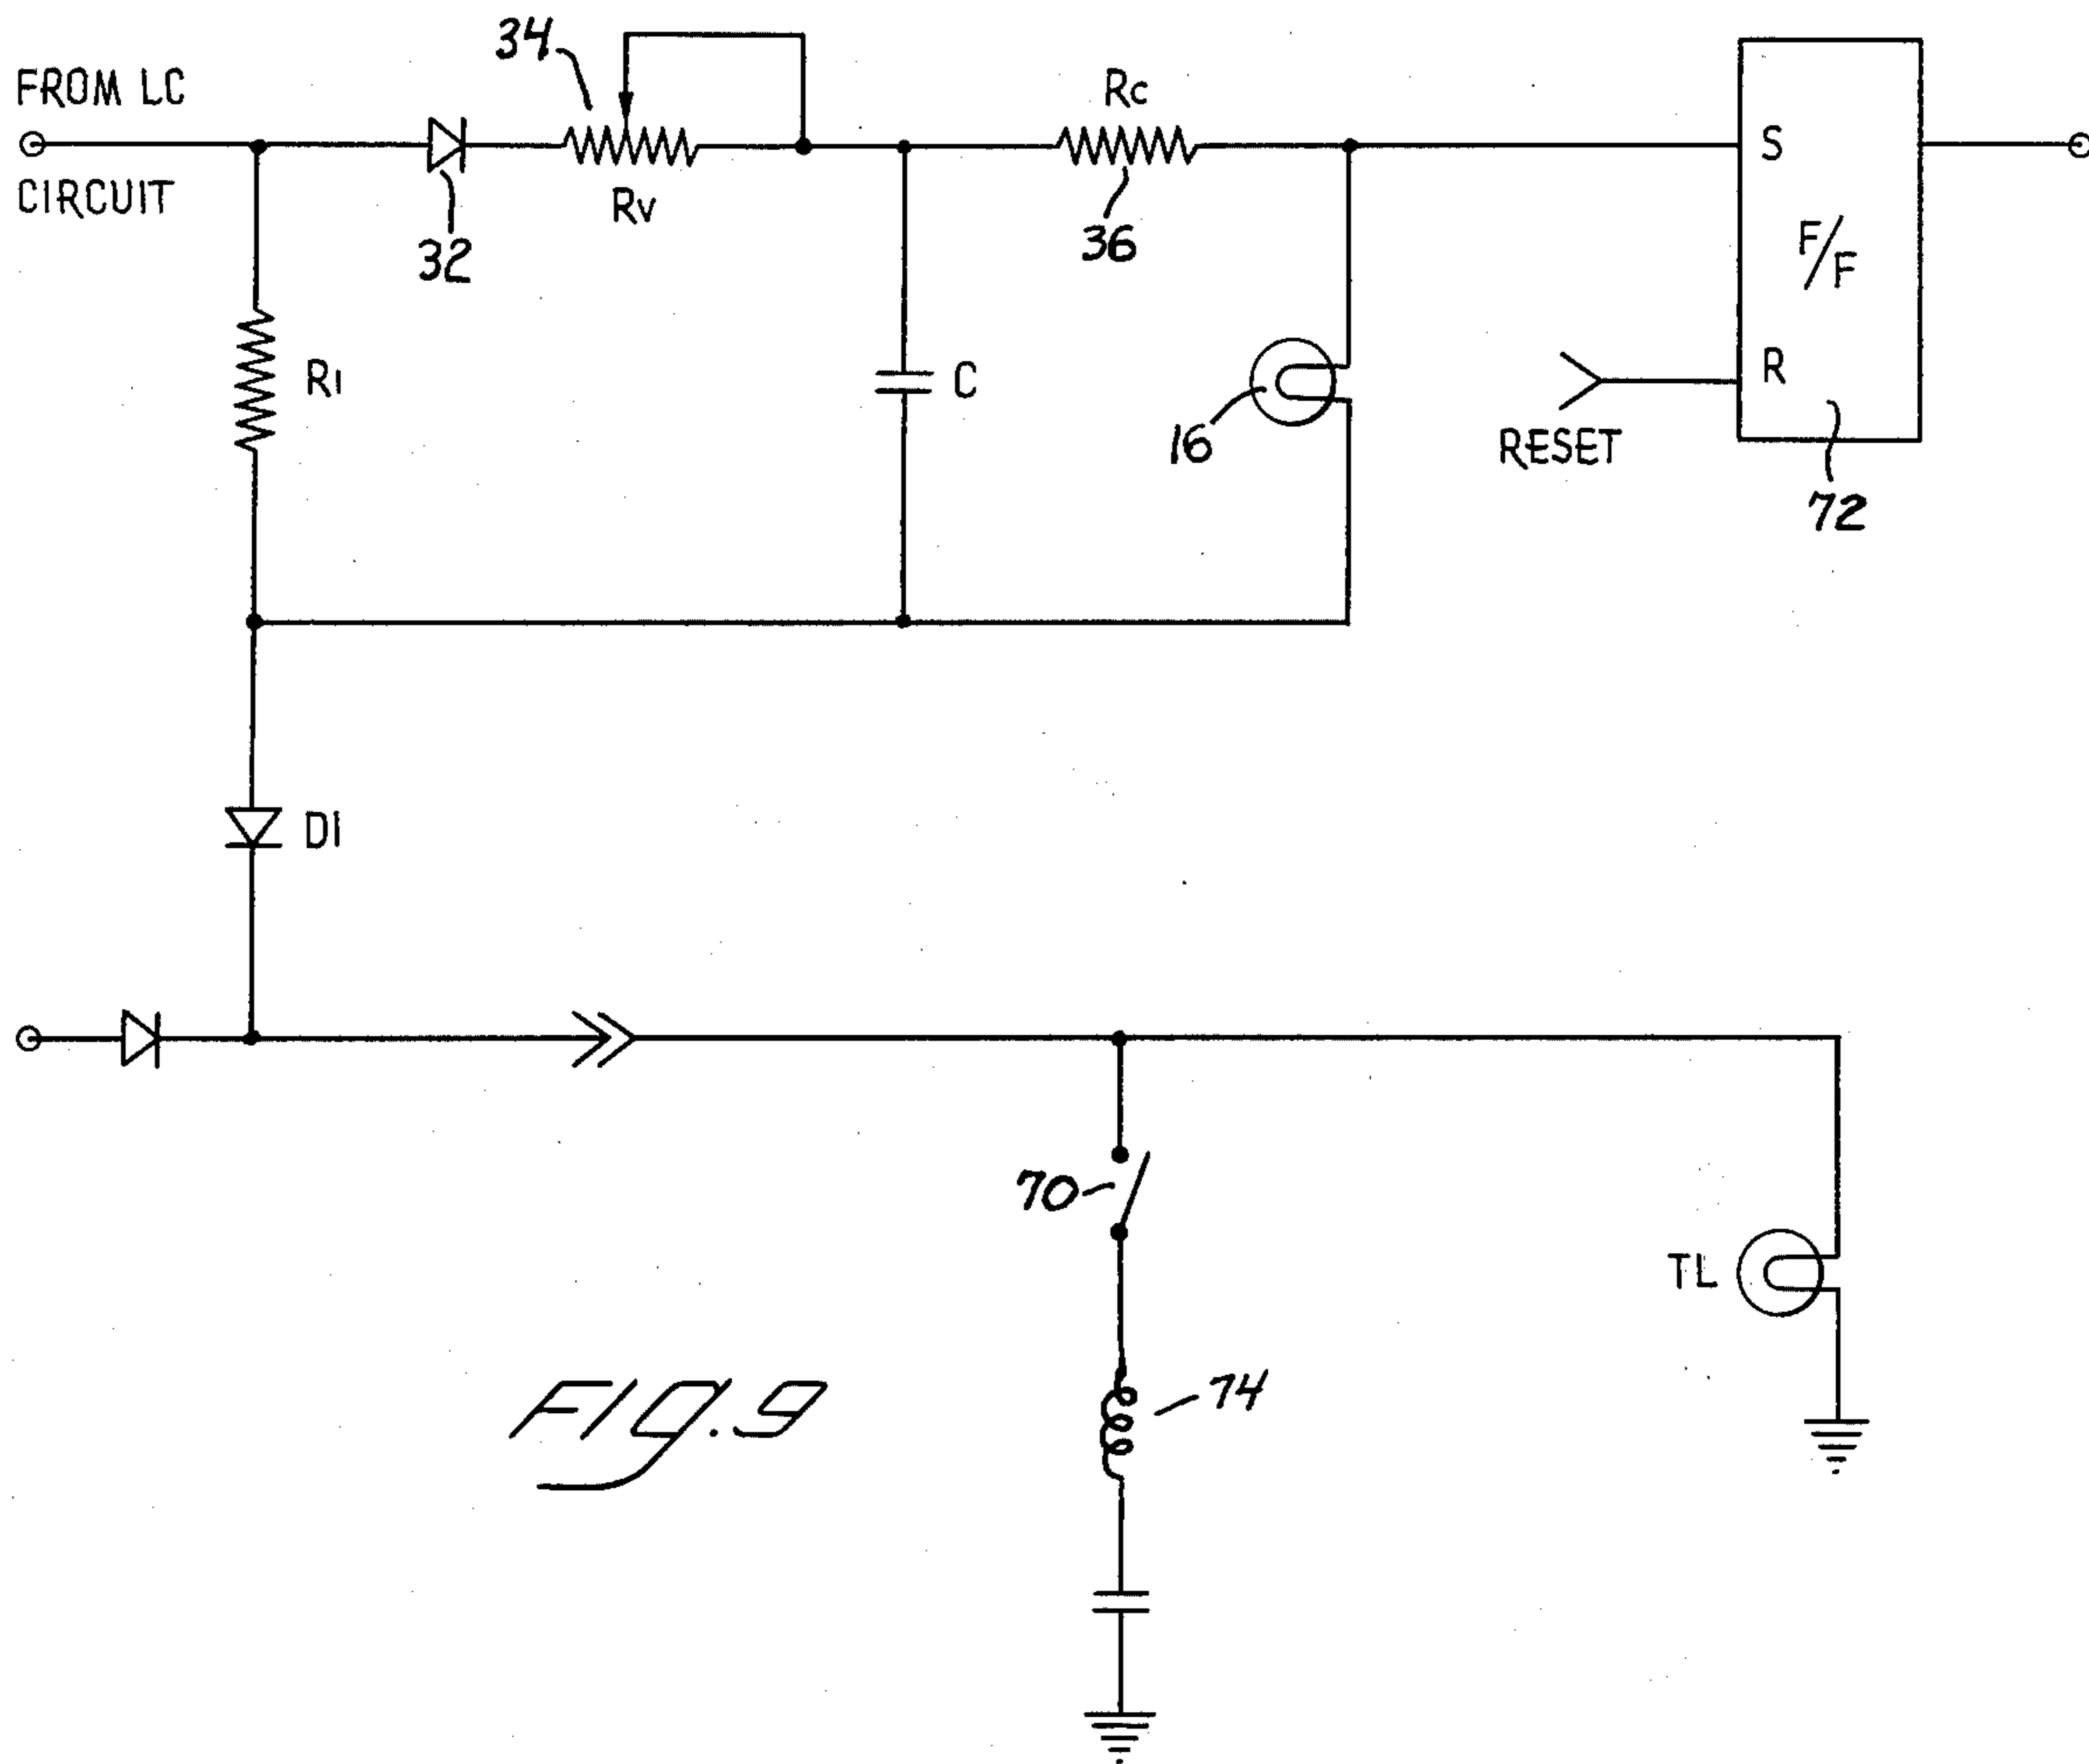 34
FROM LC
CIRCUIT
Rc
S
Rv
32
36
F/F
R1
C
R
16
RESET
72
D1
70
TL
74
FIG. 9